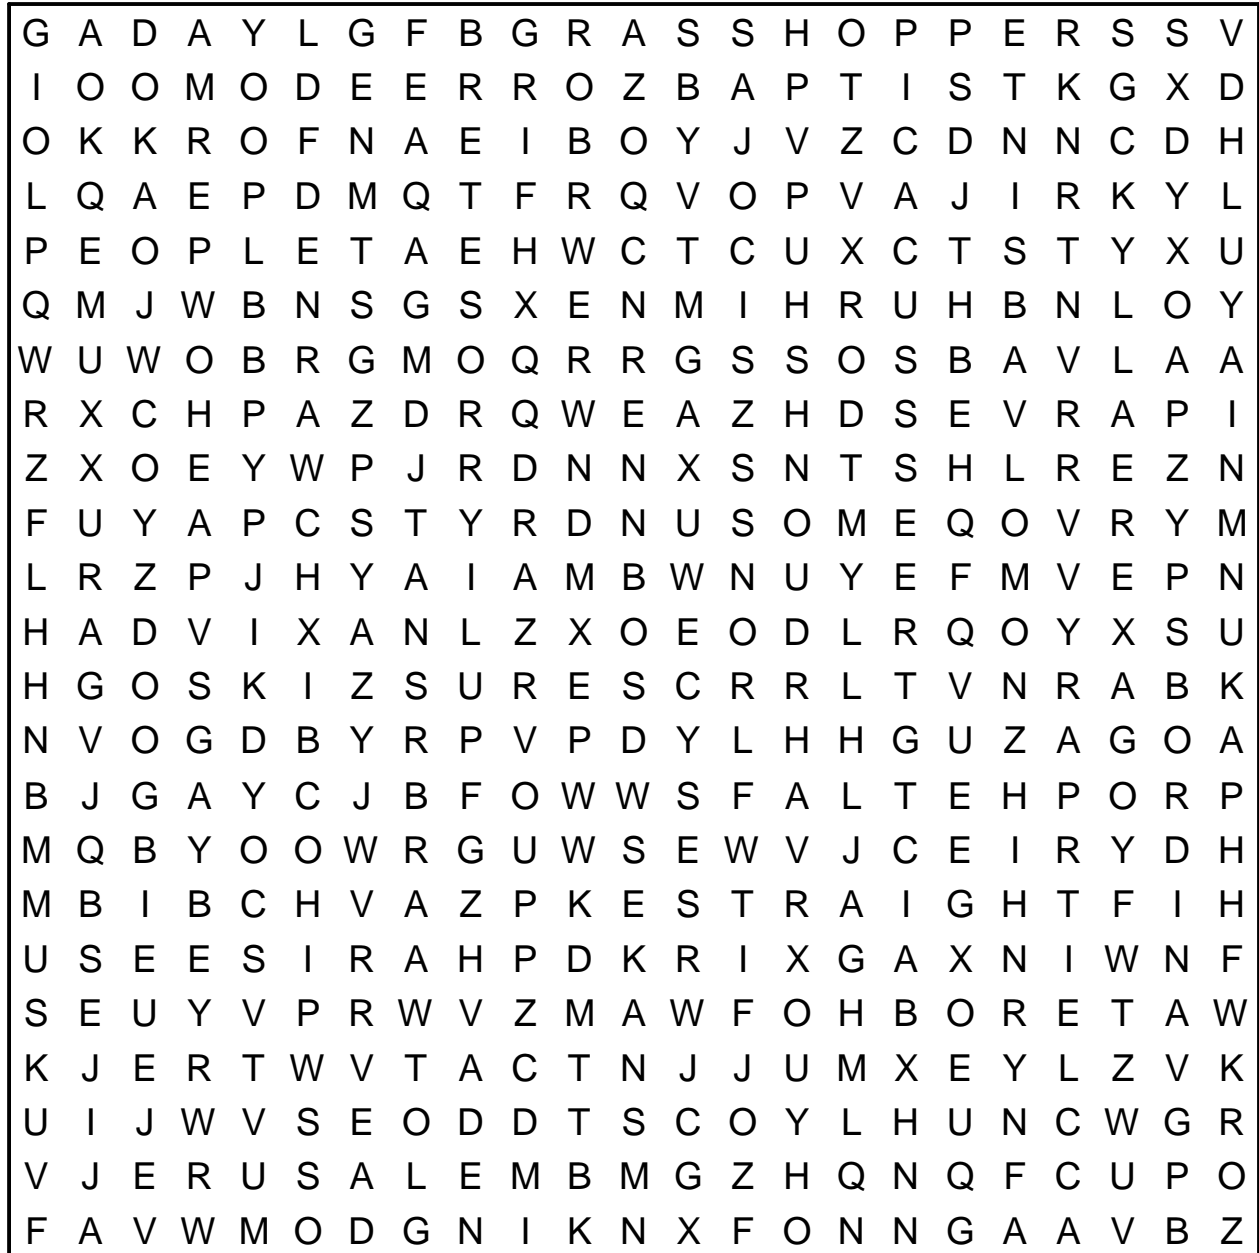 G A D A Y L G F B G R A S S H O P P E R S S V
I O O M O D E E R R O Z B A P T I S T K G X D
O K K R O F N A E I B O Y J V Z C D N N C D H
L Q A E P D M Q T F R Q V O P V A J I R K Y L
P E O P L E T A E H W C T C U X C T S T Y X U
Q M J W B N S G S X E N M I H R U H B N L O Y
W U W O B R G M O Q R R G S S O S B A V L A A
R X C H P A Z D R Q W E A Z H D S E V R A P I
Z X O E Y W P J R D N N X S N T S H L R E Z N
F U Y A P C S T Y R D N U S O M E Q O V R Y M
L R Z P J H Y A I A M B W N U Y E F M V E P N
H A D V I X A N L Z X O E O D L R Q O Y X S U
H G O S K I Z S U R E S C R R L T V N R A B K
N V O G D B Y R P V P D Y L H H G U Z A G O A
B J G A Y C J B F O W W S F A L T E H P O R P
M Q B Y O O W R G U W S E W V J C E I R Y D H
M B I B C H V A Z P K E S T R A I G H T F I H
U S E E S I R A H P D K R I X G A X N I W N F
S E U Y V P R W V Z M A W F O H B O R E T A W
K J E R T W V T A C T N J J U M X E Y L Z V K
U I J W V S E O D D T S C O Y L H U N C W G R
V J E R U S A L E M B M G Z H Q N Q F C U P O
F A V W M O D G N I K N X F O N N G A A V B Z